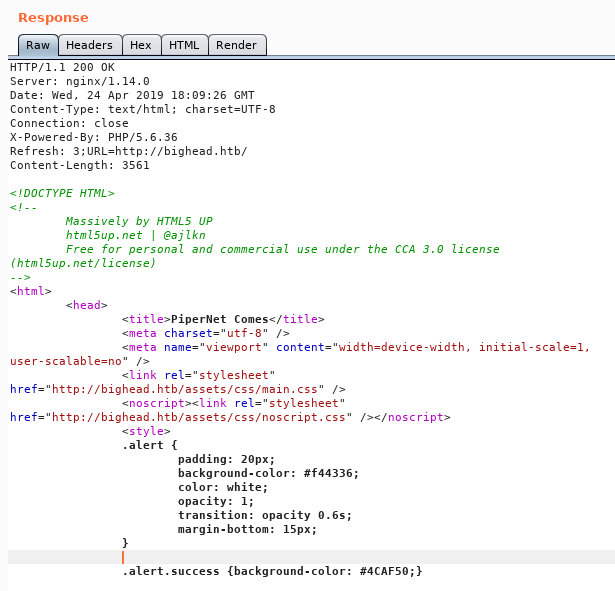 Response
Raw Headers Hex HTML Render
HTTP/1.1 200 OK
Server: nginx/1.14.0
Date: Wed, 24 Apr 2019 18:09:26 GMT
Content-Type: text/html; charset=UTF-8
Connection: close
X-Powered-By: PHP/5.6.36
Refresh: 3;URL=http://bighead.htb/
Content-Length: 3561
<!DOCTYPE HTML>
<!--
Massively by HTML5 UP
html5up.net | @ajlkn
Free for personal and commercial use under the CCA 3.0 license
(html5up.net/license)
-->
<html>
<head>
<title>PiperNet Comes</title>
<meta charset="utf-8" />
<meta name="viewport" content="width=device-width, initial-scale=1,
user-scalable=no" />
<link rel="stylesheet"
href="http://bighead.htb/assets/css/main.css" />
<noscript><link rel="stylesheet"
href="http://bighead.htb/assets/css/noscript.css" /></noscript>
<style>
.alert {
padding: 20px;
background-color: #f44336;
color: white;
opacity: 1;
transition: opacity 0.6s;
margin-bottom: 15px;
}
.alert.success {background-color: #4CAF50;}